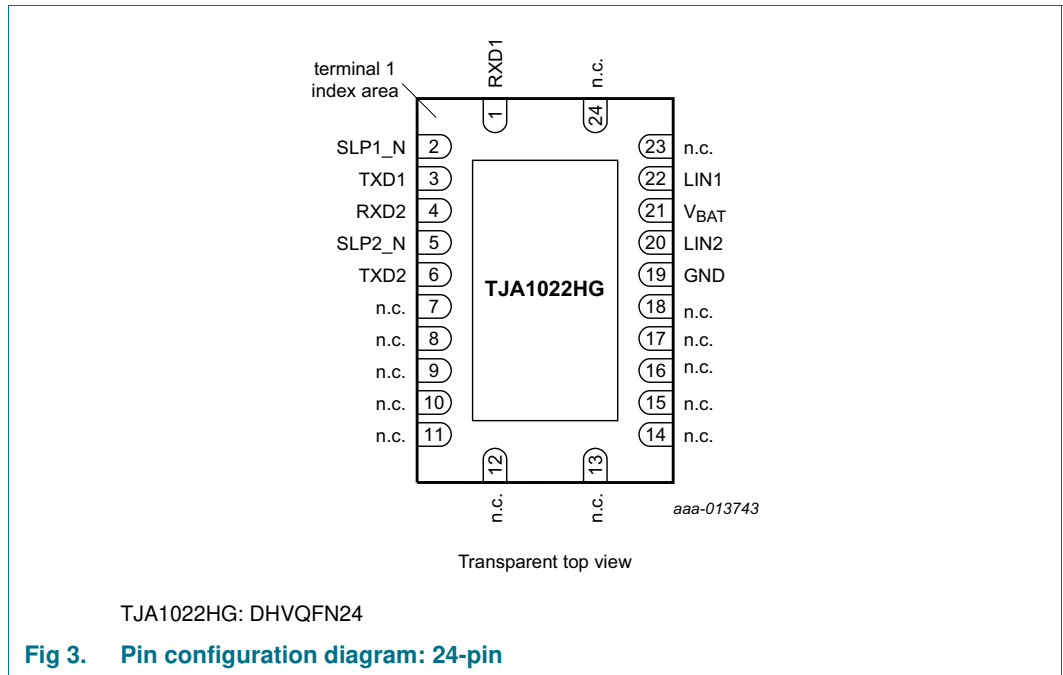 terminal 1
index area
RXD1
n.c.
1
24
SLP1_N 2
TXD1 3
RXD2 4
SLP2_N 5
TXD2 6
n.c. 7
n.c. 8
n.c. 9
n.c. 10
n.c. 11
TJA1022HG
23 n.c.
22 LIN1
21 VBAT
20 LIN2
19 GND
18 n.c.
17 n.c.
16 n.c.
15 n.c.
14 n.c.
12
13
n.c.
n.c.
aaa-013743
Transparent top view
TJA1022HG: DHVQFN24
Fig 3. Pin configuration diagram: 24-pin